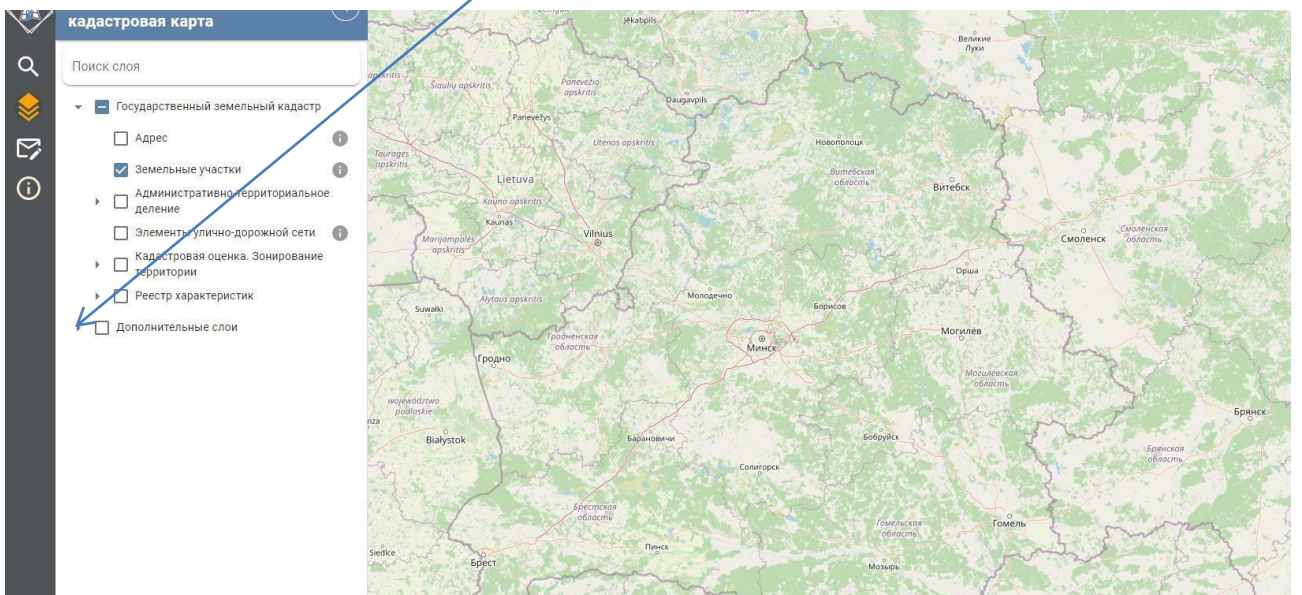 кадастровая карта
Поиск слоя
Государственный земельный кадастр
Адрес
Земельные участки
Административно-территориальное
деление
Элементы улично-дорожной сети
Кадастровая оценка. Зонирование
территории
Реестр характеристик
Дополнительные слои
Jēkabpils
Великие
Луки
apskritis
Šiaulių apskritis
Panevėžio
apskritis
Daugavpils
Panevėžys
Utenos apskritis
Новополоцк
Tauragės
apskritis
Lietuva
Витебская
область
Витебск
Kauno apskritis
Kaunas
Vilnius
Marijampolės
apskritis
Смоленск
Смоленская
область
Орша
Alytaus apskritis
Suwałki
Молодечно
Борисов
Могилёв
Гродненская
область
Минск
Гродно
Могилёвская
область
województwo
podlaskie
Брянск
Białystok
Барановичи
Бобруйск
Брянская
область
Солигорск
Брестская
область
Гомельская
область
Гомель
Siedlce
Пинск
Брест
Мозырь